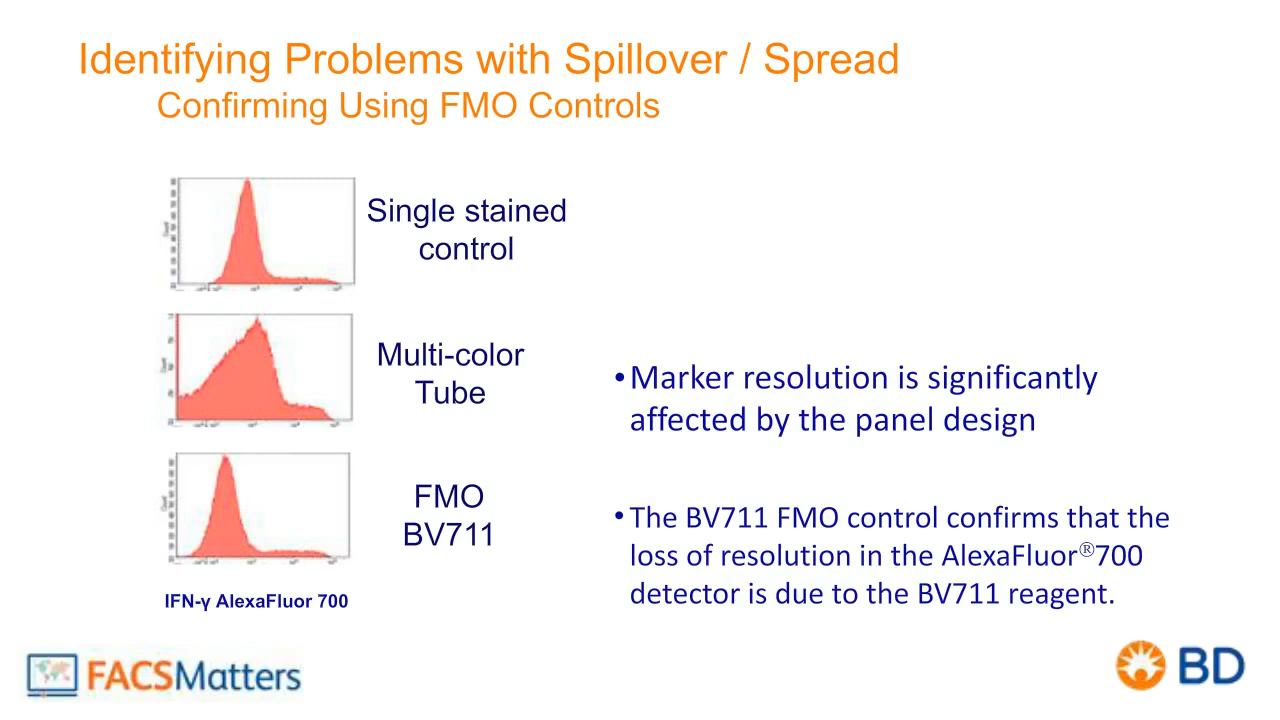 Identifying Problems with Spillover / Spread
Confirming Using FMO Controls
Single stained
control
Multi-color
Tube
•Marker resolution is significantly
affected by the panel design
FMO
BV711
•The BV711 FMO control confirms that the
loss of resolution in the AlexaFluor®700
detector is due to the BV711 reagent.
IFN-γ AlexaFluor 700
FACSMatters
BD